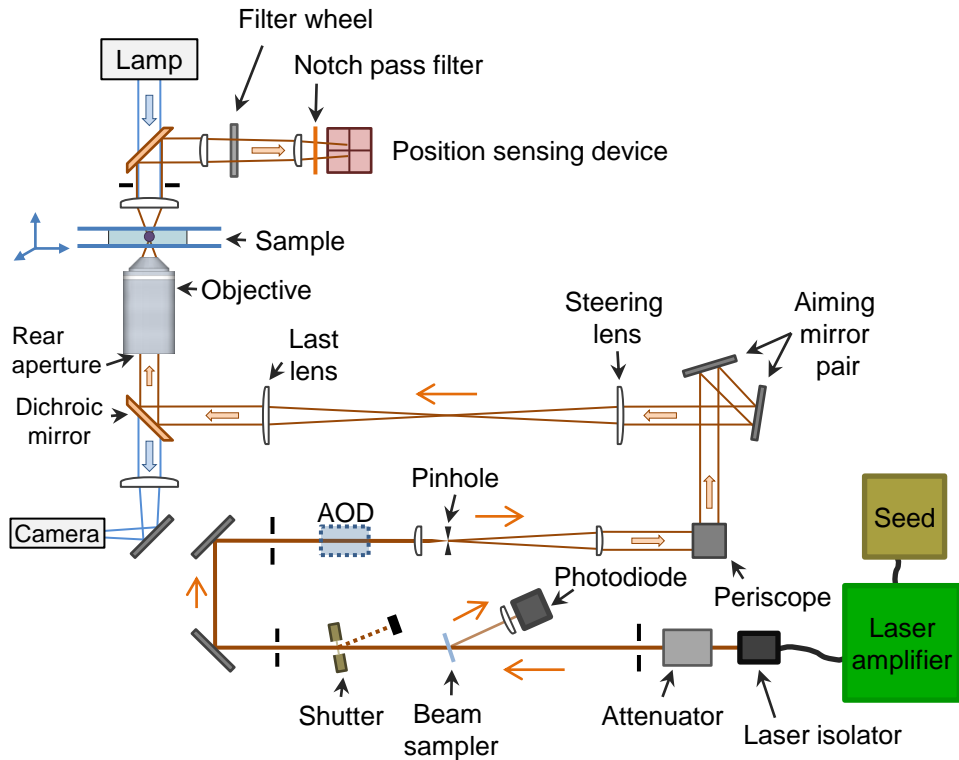 Filter wheel
Lamp
Notch pass filter
Position sensing device
Sample
Objective
Steering
lens
Aiming
mirror
pair
Rear
aperture
Last
lens
Dichroic
mirror
Pinhole
Seed
Camera
AOD
Photodiode
Periscope
Laser
amplifier
Shutter
Beam
sampler
Attenuator
Laser isolator